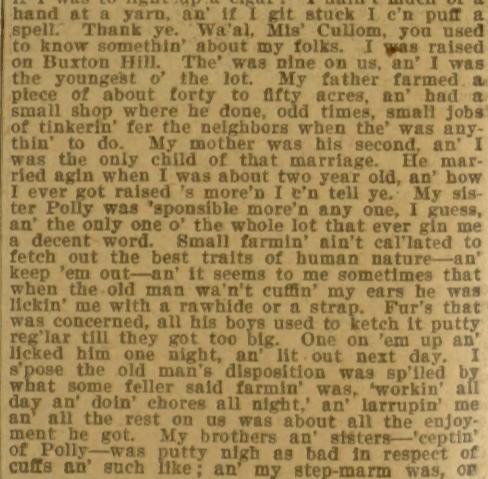 hand at a yarn, an' if I git stuck I c'n puff a
spell. Thank ye. Wa'al, Mis' Cullom, you used
to know somethin' about my folks. I was raised
on Buxton Hill. The' was nine on us, an' I was
the youngest o' the lot. My father farmed a
piece of about forty to fifty acres, an' had a
small shop where he done, odd times, small jobs
of tinkerin' fer the neighbors when the' was any-
thin' to do. My mother was his second, an' I
was the only child of that marriage. He mar-
ried agin when I was about two year old, an' how
I ever got raised 's more'n I c'n tell ye. My sis-
ter Polly was 'sponsible more'n any one, I guess,
an' the only one o' the whole lot that ever gin me
a decent word. Small farmin' ain't cal'lated to
fetch out the best traits of human nature—an'
keep 'em out—an' it seems to me sometimes that
when the old man wa'n't cuffin' my ears he was
lickin' me with a rawhide or a strap. Fur's that
was concerned, all his boys used to ketch it putty
reg'lar till they got too big. One on 'em up an'
licked him one night, an' lit out next day. I
s'pose the old man's disposition was sp'iled by
what some feller said farmin' was, 'workin' all
day an' doin' chores all night,' an' larrupin' me
an' all the rest on us was about all the enjoy-
ment he got. My brothers an' sisters—'ceptin'
of Polly—was putty nigh as bad in respect of
cuffs an' such like; an' my step-marm was, or